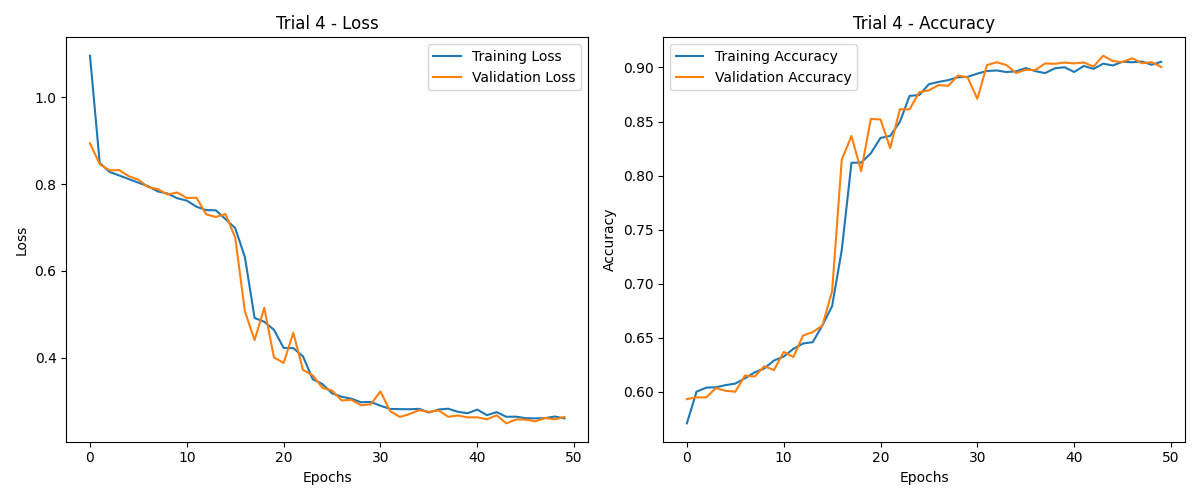 Trial 4 - Loss
Training Loss
Validation Loss
1.0
0.8
0.6
0.4
Loss
0 10 20 30 40 50
Epochs
Trial 4 - Accuracy
Training Accuracy
Validation Accuracy
0.90
0.85
0.80
0.75
0.70
0.65
0.60
Accuracy
0 10 20 30 40 50
Epochs